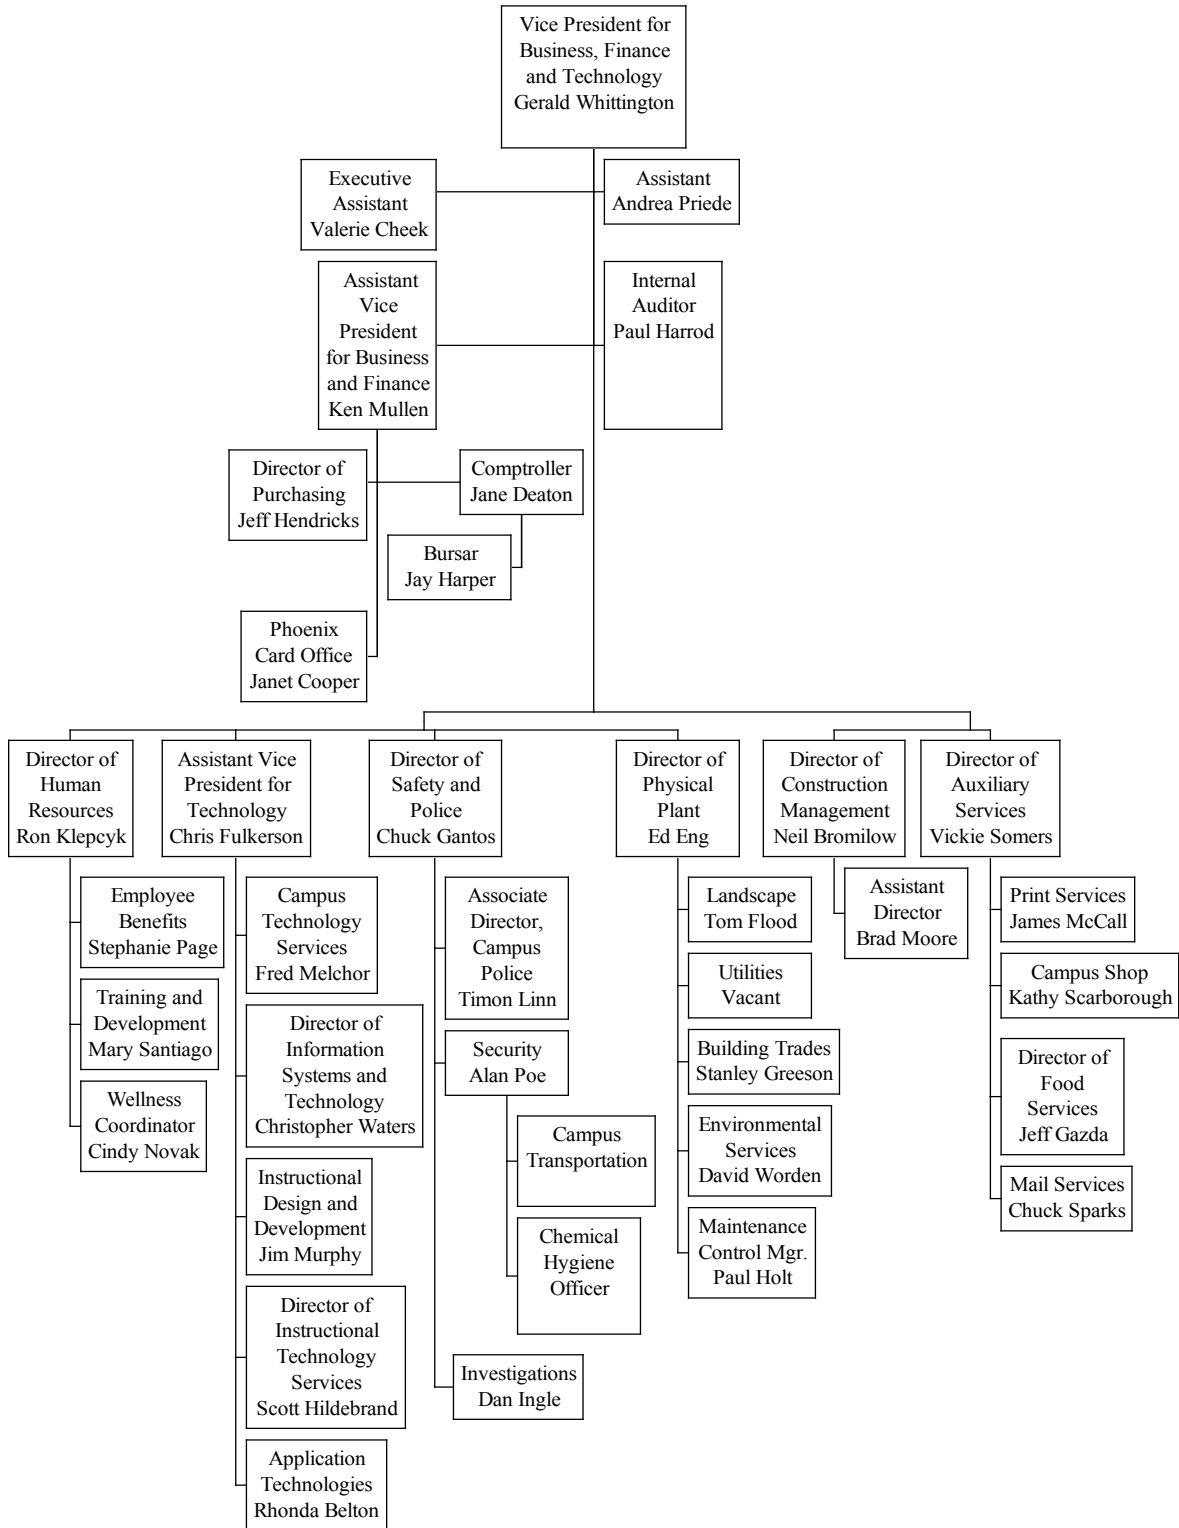 Vice President for
Business, Finance
and Technology
Gerald Whittington
Executive
Assistant
Valerie Cheek
Assistant
Andrea Priede
Assistant
Vice
President
for Business
and Finance
Ken Mullen
Internal
Auditor
Paul Harrod
Director of
Purchasing
Jeff Hendricks
Comptroller
Jane Deaton
Bursar
Jay Harper
Phoenix
Card Office
Janet Cooper
Director of
Human
Resources
Ron Klepcyk
Assistant Vice
President for
Technology
Chris Fulkerson
Director of
Safety and
Police
Chuck Gantos
Director of
Physical
Plant
Ed Eng
Director of
Construction
Management
Neil Bromilow
Director of
Auxiliary
Services
Vickie Somers
Employee
Benefits
Stephanie Page
Training and
Development
Mary Santiago
Wellness
Coordinator
Cindy Novak
Campus
Technology
Services
Fred Melchor
Director of
Information
Systems and
Technology
Christopher Waters
Instructional
Design and
Development
Jim Murphy
Director of
Instructional
Technology
Services
Scott Hildebrand
Application
Technologies
Rhonda Belton
Associate
Director,
Campus
Police
Timon Linn
Security
Alan Poe
Campus
Transportation
Chemical
Hygiene
Officer
Investigations
Dan Ingle
Landscape
Tom Flood
Utilities
Vacant
Building Trades
Stanley Greeson
Environmental
Services
David Worden
Maintenance
Control Mgr.
Paul Holt
Assistant
Director
Brad Moore
Print Services
James McCall
Campus Shop
Kathy Scarborough
Director of
Food
Services
Jeff Gazda
Mail Services
Chuck Sparks